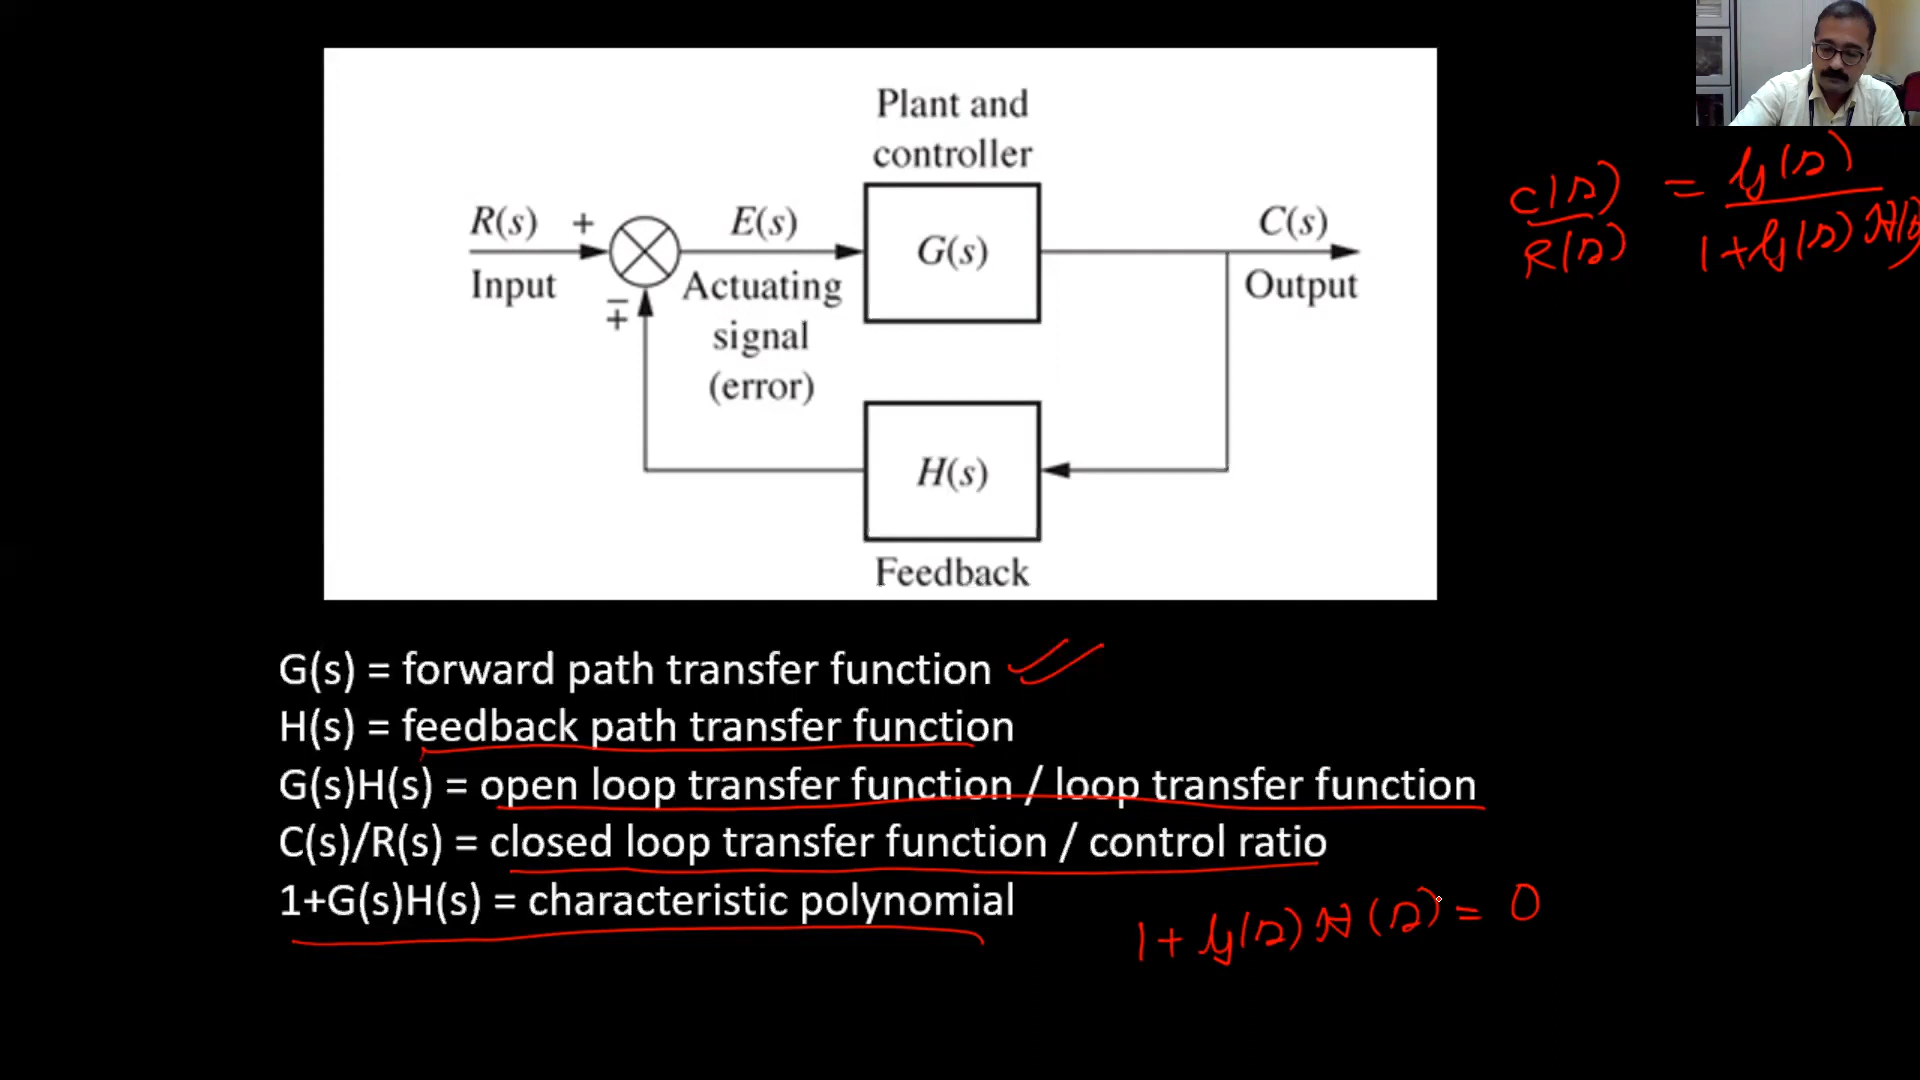 Plant and
controller
R(s) +
E(s)
G(s)
C(s)
Input
Actuating
signal
(error)
Output
−
+
H(s)
Feedback
C(s)/R(s) = G(s)/1+G(s)H(s)
G(s) = forward path transfer function
H(s) = feedback path transfer function
G(s)H(s) = open loop transfer function / loop transfer function
C(s)/R(s) = closed loop transfer function / control ratio
1+G(s)H(s) = characteristic polynomial
1+G(s)H(s) = 0